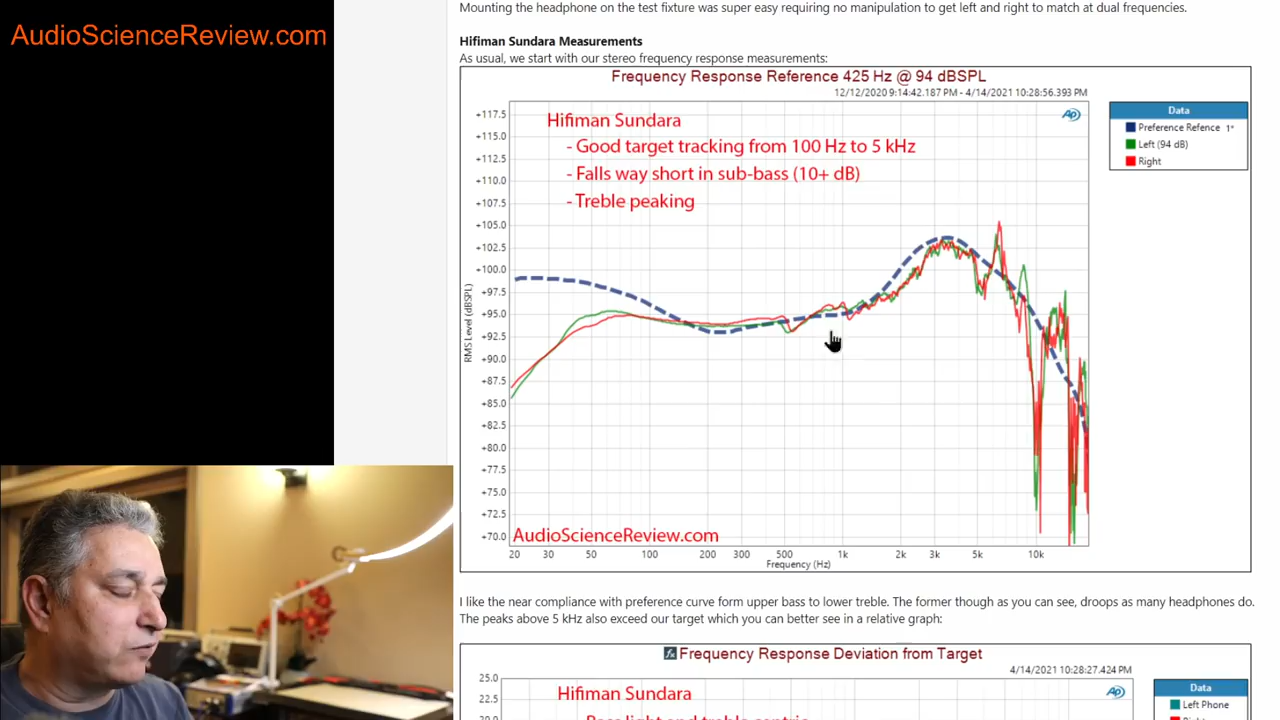 AudioScienceReview.com
Mounting the headphone on the test fixture was super easy requiring no manipulation to get left and right to match at dual frequencies.
Hifiman Sundara Measurements
As usual, we start with our stereo frequency response measurements:
Frequency Response Reference 425 Hz @ 94 dBSPL
12/12/2020 9:14:42.187 PM - 4/14/2021 10:28:56.393 PM
Hifiman Sundara
- Good target tracking from 100 Hz to 5 kHz
- Falls way short in sub-bass (10+ dB)
- Treble peaking
Data
Preference Refence 1*
Left (94 dB)
Right
RMS Level (dBSPL)
+117.5
+115.0
+112.5
+110.0
+107.5
+105.0
+102.5
+100.0
+97.5
+95.0
+92.5
+90.0
+87.5
+85.0
+82.5
+80.0
+77.5
+75.0
+72.5
+70.0
AudioScienceReview.com
20 30 50 100 200 300 500 1k 2k 3k 5k 10k
Frequency (Hz)
I like the near compliance with preference curve form upper bass to lower treble. The former though as you can see, droops as many headphones do.
The peaks above 5 kHz also exceed our target which you can better see in a relative graph:
Frequency Response Deviation from Target
4/14/2021 10:28:27.424 PM
25.0
22.5
Hifiman Sundara
Data
Left Phone